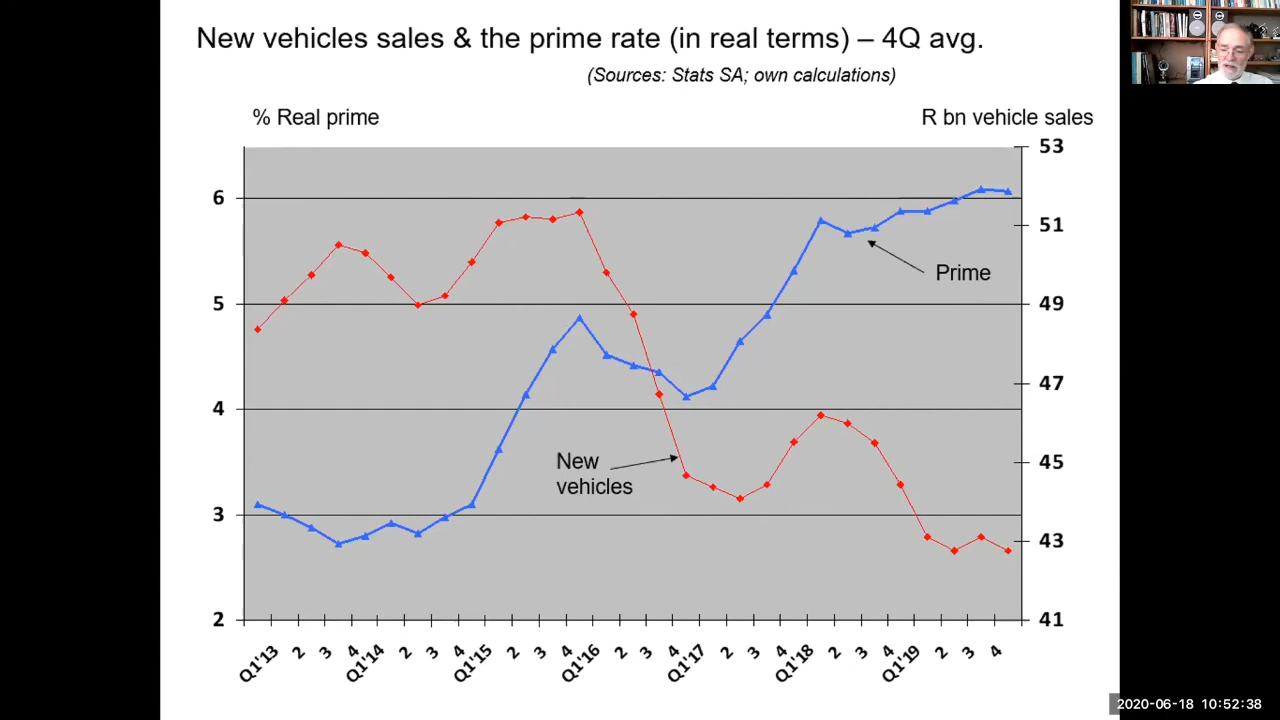 New vehicles sales & the prime rate (in real terms) – 4Q avg.
(Sources: Stats SA; own calculations)
% Real prime
R bn vehicle sales
53
6
51
Prime
5
49
47
4
New
vehicles
45
3
43
2
41
Q1'13 2 3 4 Q1'14 2 3 4 Q1'15 2 3 4 Q1'16 2 3 4 Q1'17 2 3 4 Q1'18 2 3 4 Q1'19 2 3 4
2020-06-18 10:52:38